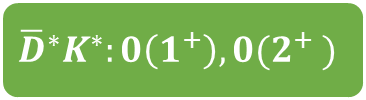 D̅*K*: 0(1⁺), 0(2⁺ )